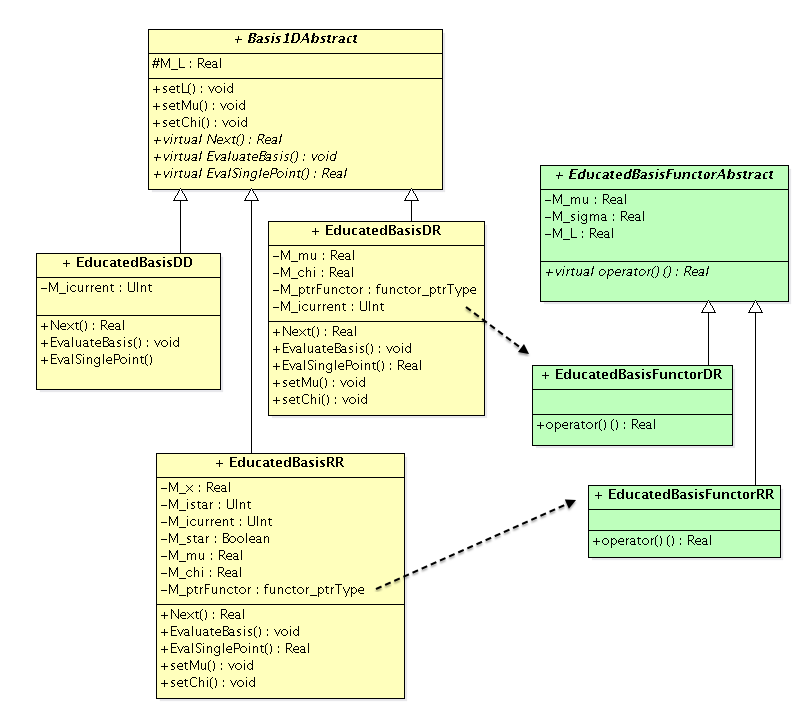 + Basis1DAbstract
#M_L : Real
+setL() : void
+setMu() : void
+setChi() : void
+virtual Next() : Real
+virtual EvaluateBasis() : void
+virtual EvalSinglePoint() : Real
+ EducatedBasisFunctorAbstract
-M_mu : Real
-M_sigma : Real
-M_L : Real
+virtual operator() () : Real
+ EducatedBasisDD
-M_icurrent : UInt
+Next() : Real
+EvaluateBasis() : void
+EvalSinglePoint()
+ EducatedBasisDR
-M_mu : Real
-M_chi : Real
-M_ptrFunctor : functor_ptrType
-M_icurrent : UInt
+Next() : Real
+EvaluateBasis() : void
+EvalSinglePoint() : Real
+setMu() : void
+setChi() : void
+ EducatedBasisFunctorDR
+operator() () : Real
+ EducatedBasisRR
-M_x : Real
-M_istar : UInt
-M_icurrent : UInt
-M_star : Boolean
-M_mu : Real
-M_chi : Real
-M_ptrFunctor : functor_ptrType
+Next() : Real
+EvaluateBasis() : void
+EvalSinglePoint() : Real
+setMu() : void
+setChi() : void
+ EducatedBasisFunctorRR
+operator() () : Real